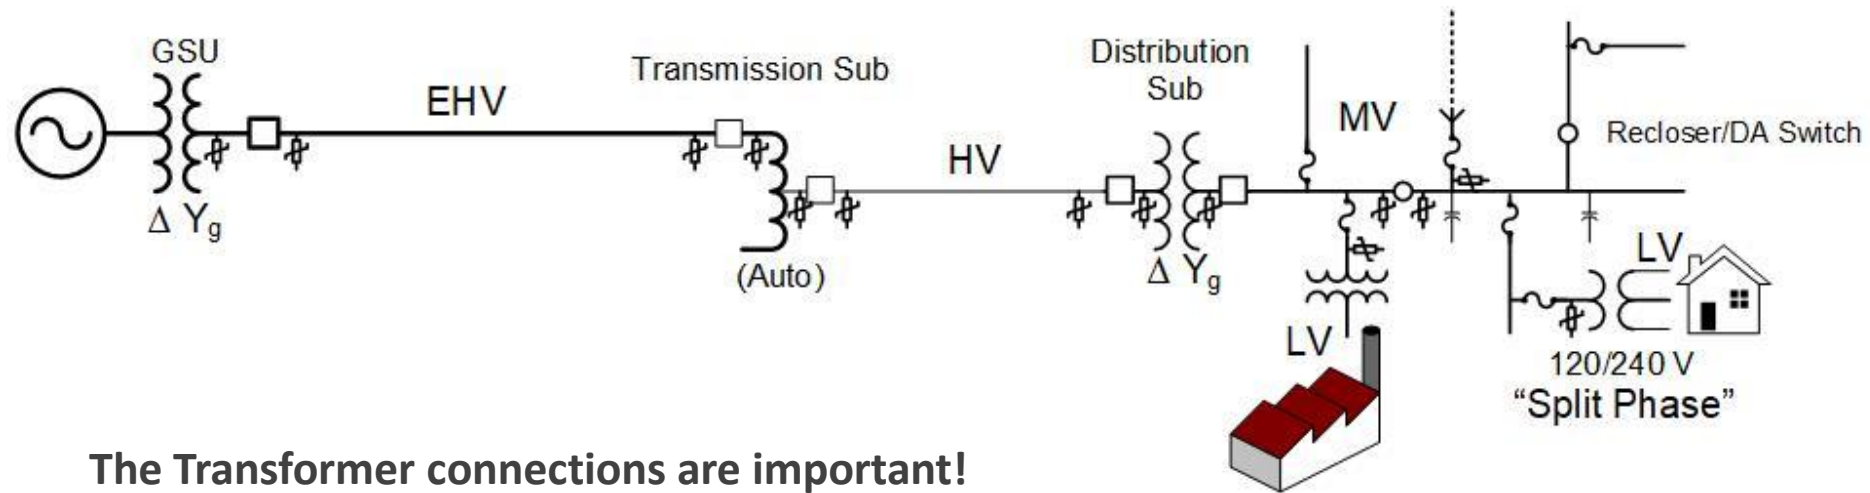 GSU
Δ Yg
EHV
Transmission Sub
(Auto)
HV
Distribution
Sub
Δ Yg
MV
Recloser/DA Switch
LV
LV
120/240 V
“Split Phase”
The Transformer connections are important!